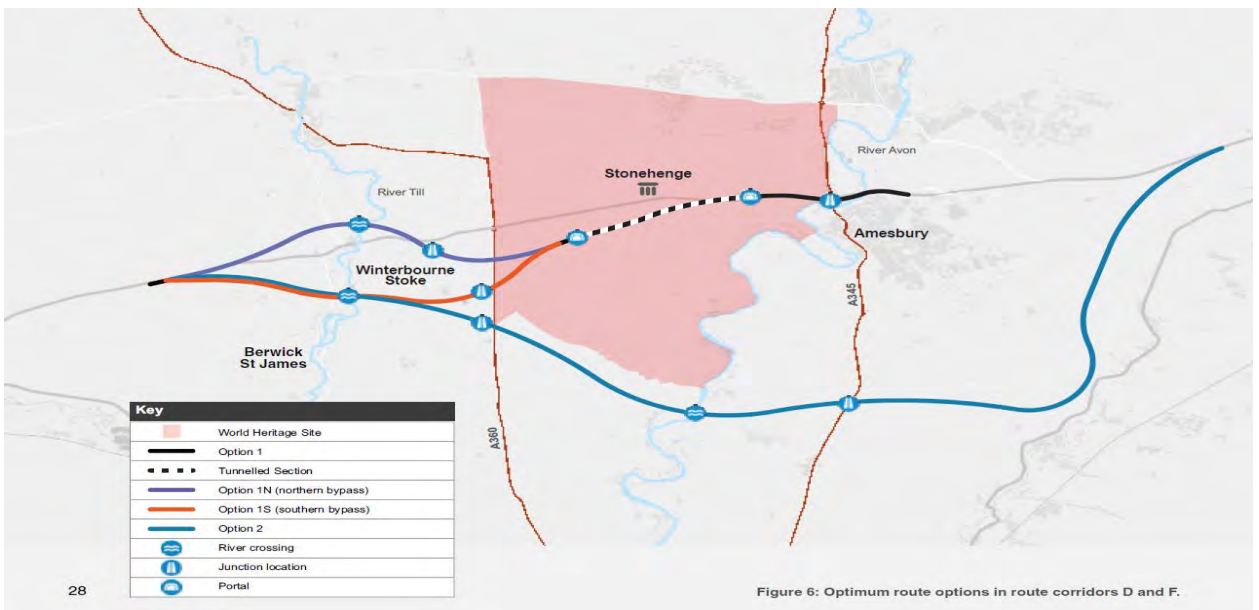 River Till
Stonehenge
River Avon
Amesbury
Winterbourne
Stoke
A345
Berwick
St James
A360
Key
World Heritage Site
Option 1
Tunnelled Section
Option 1N (northern bypass)
Option 1S (southern bypass)
Option 2
River crossing
Junction location
Portal
28
Figure 6: Optimum route options in route corridors D and F.